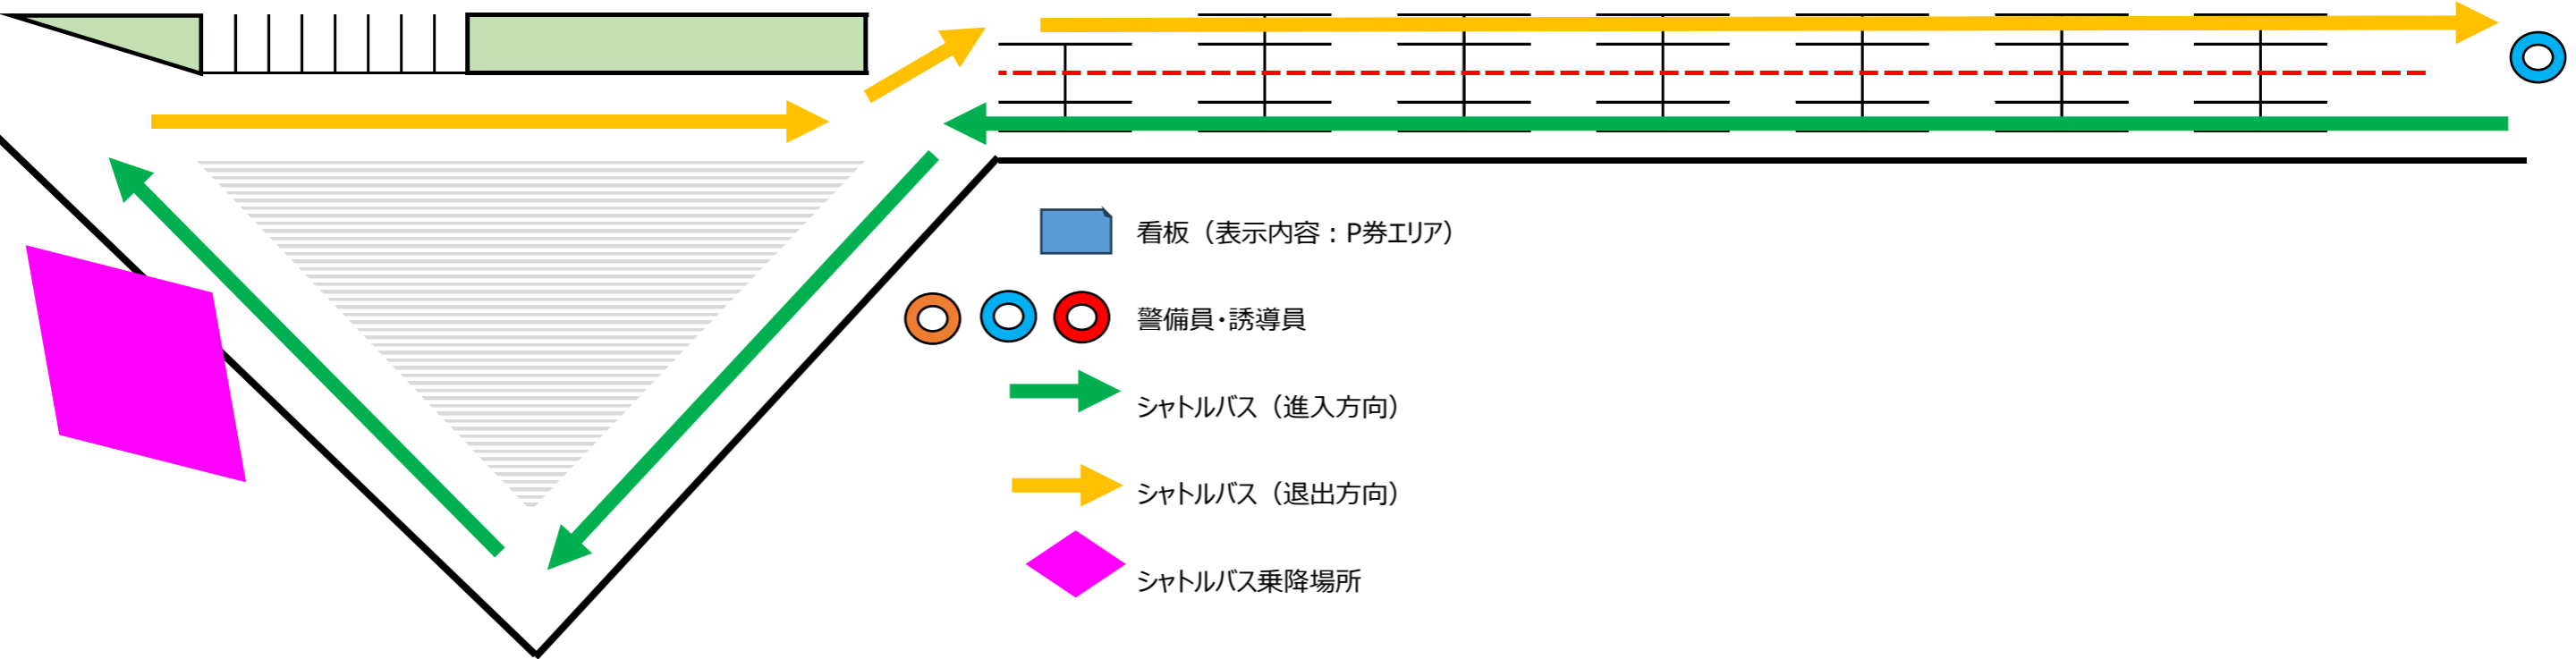 看板（表示内容：P券エリア）
警備員・誘導員
シャトルバス（進入方向）
シャトルバス（退出方向）
シャトルバス乗降場所